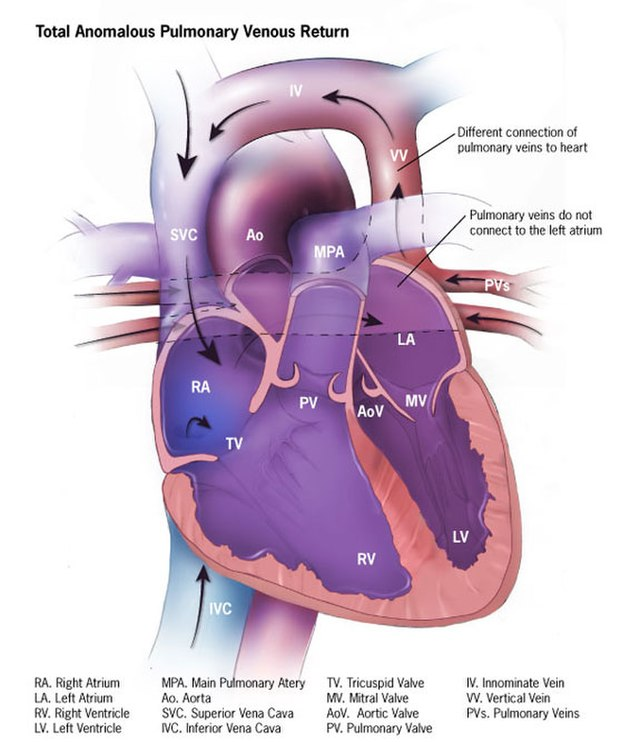 Total Anomalous Pulmonary Venous Return
IV
Different connection of
pulmonary veins to heart
VV
Pulmonary veins do not
connect to the left atrium
SVC
Ao
MPA
PVs
LA
RA
PV
AoV
MV
TV
LV
RV
IVC
RA. Right Atrium
LA. Left Atrium
RV. Right Ventricle
LV. Left Ventricle
MPA. Main Pulmonary Atery
Ao. Aorta
SVC. Superior Vena Cava
IVC. Inferior Vena Cava
TV. Tricuspid Valve
MV. Mitral Valve
AoV. Aortic Valve
PV. Pulmonary Valve
IV. Innominate Vein
VV. Vertical Vein
PVs. Pulmonary Veins